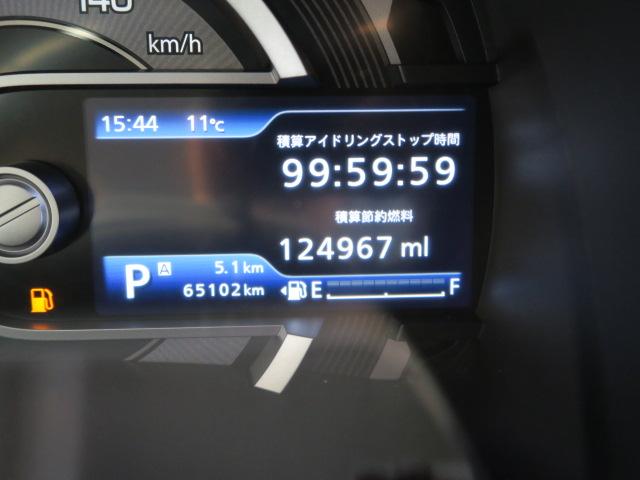 140
km/h
15:44 11℃
積算アイドリングストップ時間
99:59:59
積算節約燃料
124967 ml
P A 5.1 km
65102 km
E F